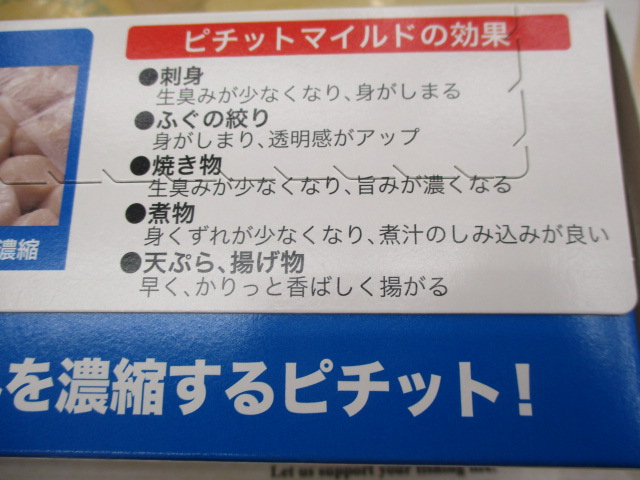 ピチットマイルドの効果
●刺身
生臭みが少なくなり、身がしまる
●ふぐの絞り
身がしまり、透明感がアップ
●焼き物
生臭みが少なくなり、旨みが濃くなる
●煮物
身くずれが少なくなり、煮汁のしみ込みが良い
●天ぷら、揚げ物
早く、かりっと香ばしく揚がる
濃縮
を濃縮するピチット!
Let us support your fishing life.